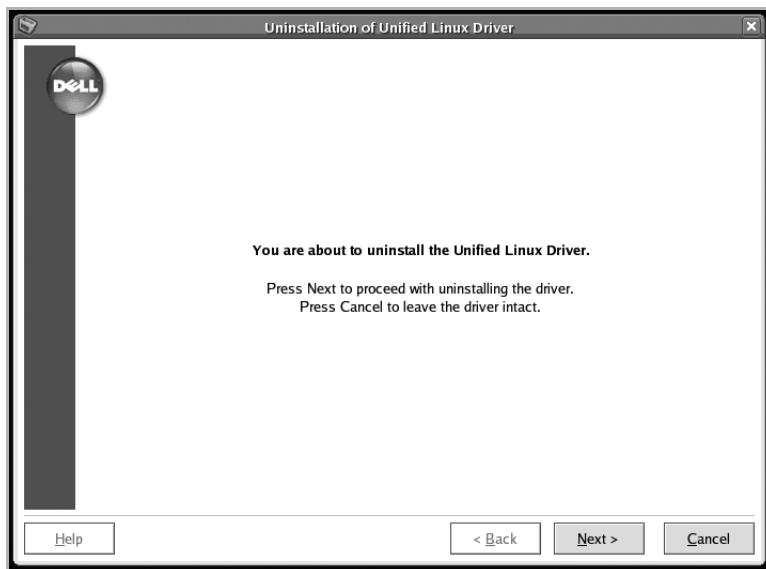 Uninstallation of Unified Linux Driver
DELL
You are about to uninstall the Unified Linux Driver.
Press Next to proceed with uninstalling the driver.
Press Cancel to leave the driver intact.
Help
< Back
Next >
Cancel